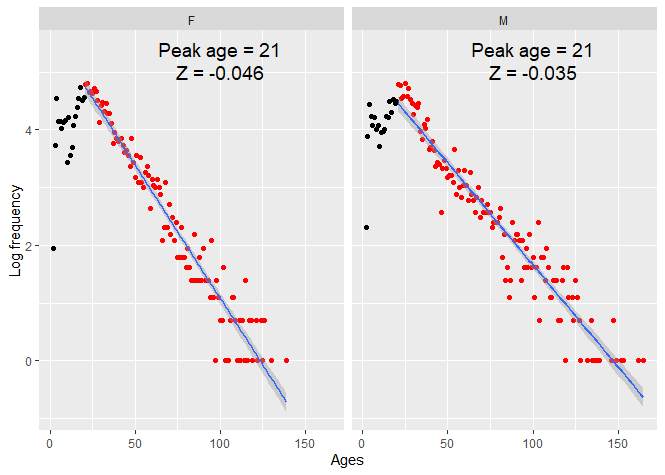 F
M
Peak age = 21
Z = -0.046
Peak age = 21
Z = -0.035
Log frequency
4
2
0
0
50
100
150
0
50
100
150
Ages